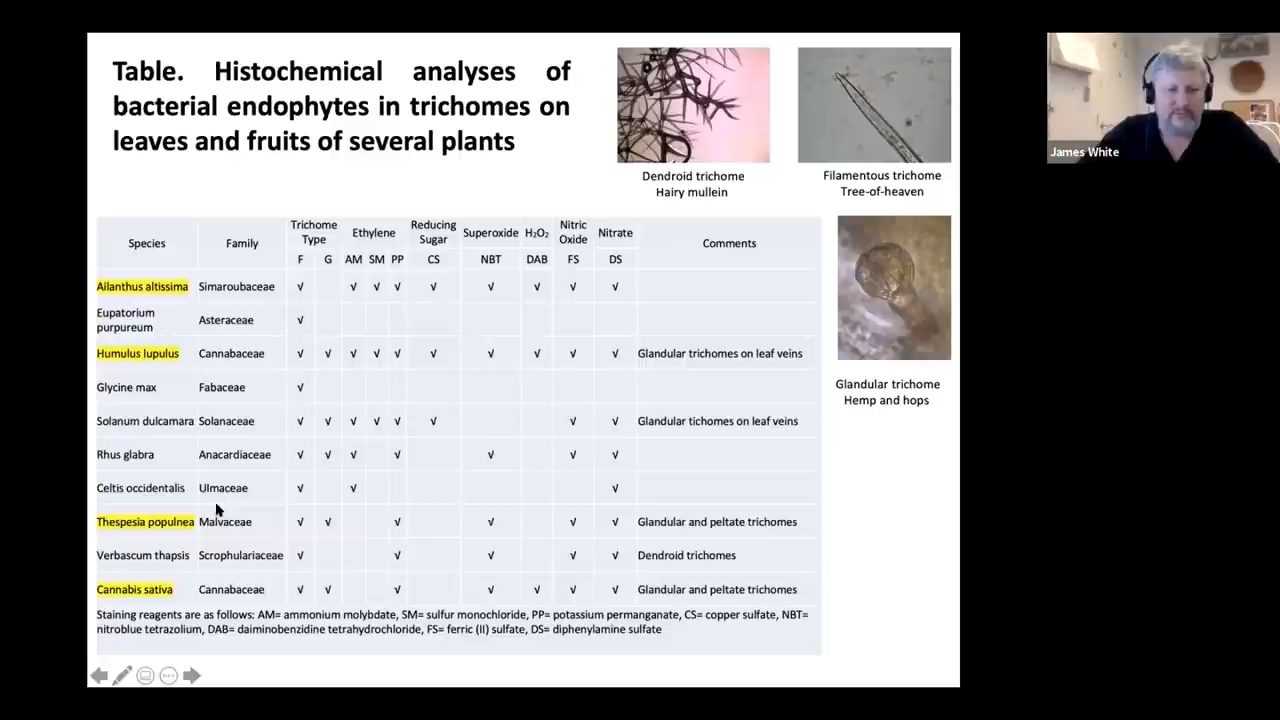 Table. Histochemical analyses of
bacterial endophytes in trichomes on
leaves and fruits of several plants
Dendroid trichome
Hairy mullein
Filamentous trichome
Tree-of-heaven
James White
Species Family Trichome Type Ethylene Reducing Sugar Superoxide H₂O₂ Nitric Oxide Nitrate Comments
F G AM SM PP CS NBT DAB FS DS
Ailanthus altissima Simaroubaceae √ √ √ √ √ √ √ √ √
Eupatorium purpureum Asteraceae √
Humulus lupulus Cannabaceae √ √ √ √ √ √ √ √ √ √ Glandular trichomes on leaf veins
Glycine max Fabaceae √
Solanum dulcamara Solanaceae √ √ √ √ √ √ √ √ Glandular tichomes on leaf veins
Rhus glabra Anacardiaceae √ √ √ √ √ √ √
Celtis occidentalis Ulmaceae √ √ √
Thespesia populnea Malvaceae √ √ √ √ √ √ Glandular and peltate trichomes
Verbascum thapsis Scrophulariaceae √ √ √ √ √ Dendroid trichomes
Cannabis sativa Cannabaceae √ √ √ √ √ √ √ Glandular and peltate trichomes
Staining reagents are as follows: AM= ammonium molybdate, SM= sulfur monochloride, PP= potassium permanganate, CS= copper sulfate, NBT=
nitroblue tetrazolium, DAB= daiminobenzidine tetrahydrochloride, FS= ferric (II) sulfate, DS= diphenylamine sulfate
Glandular trichome
Hemp and hops